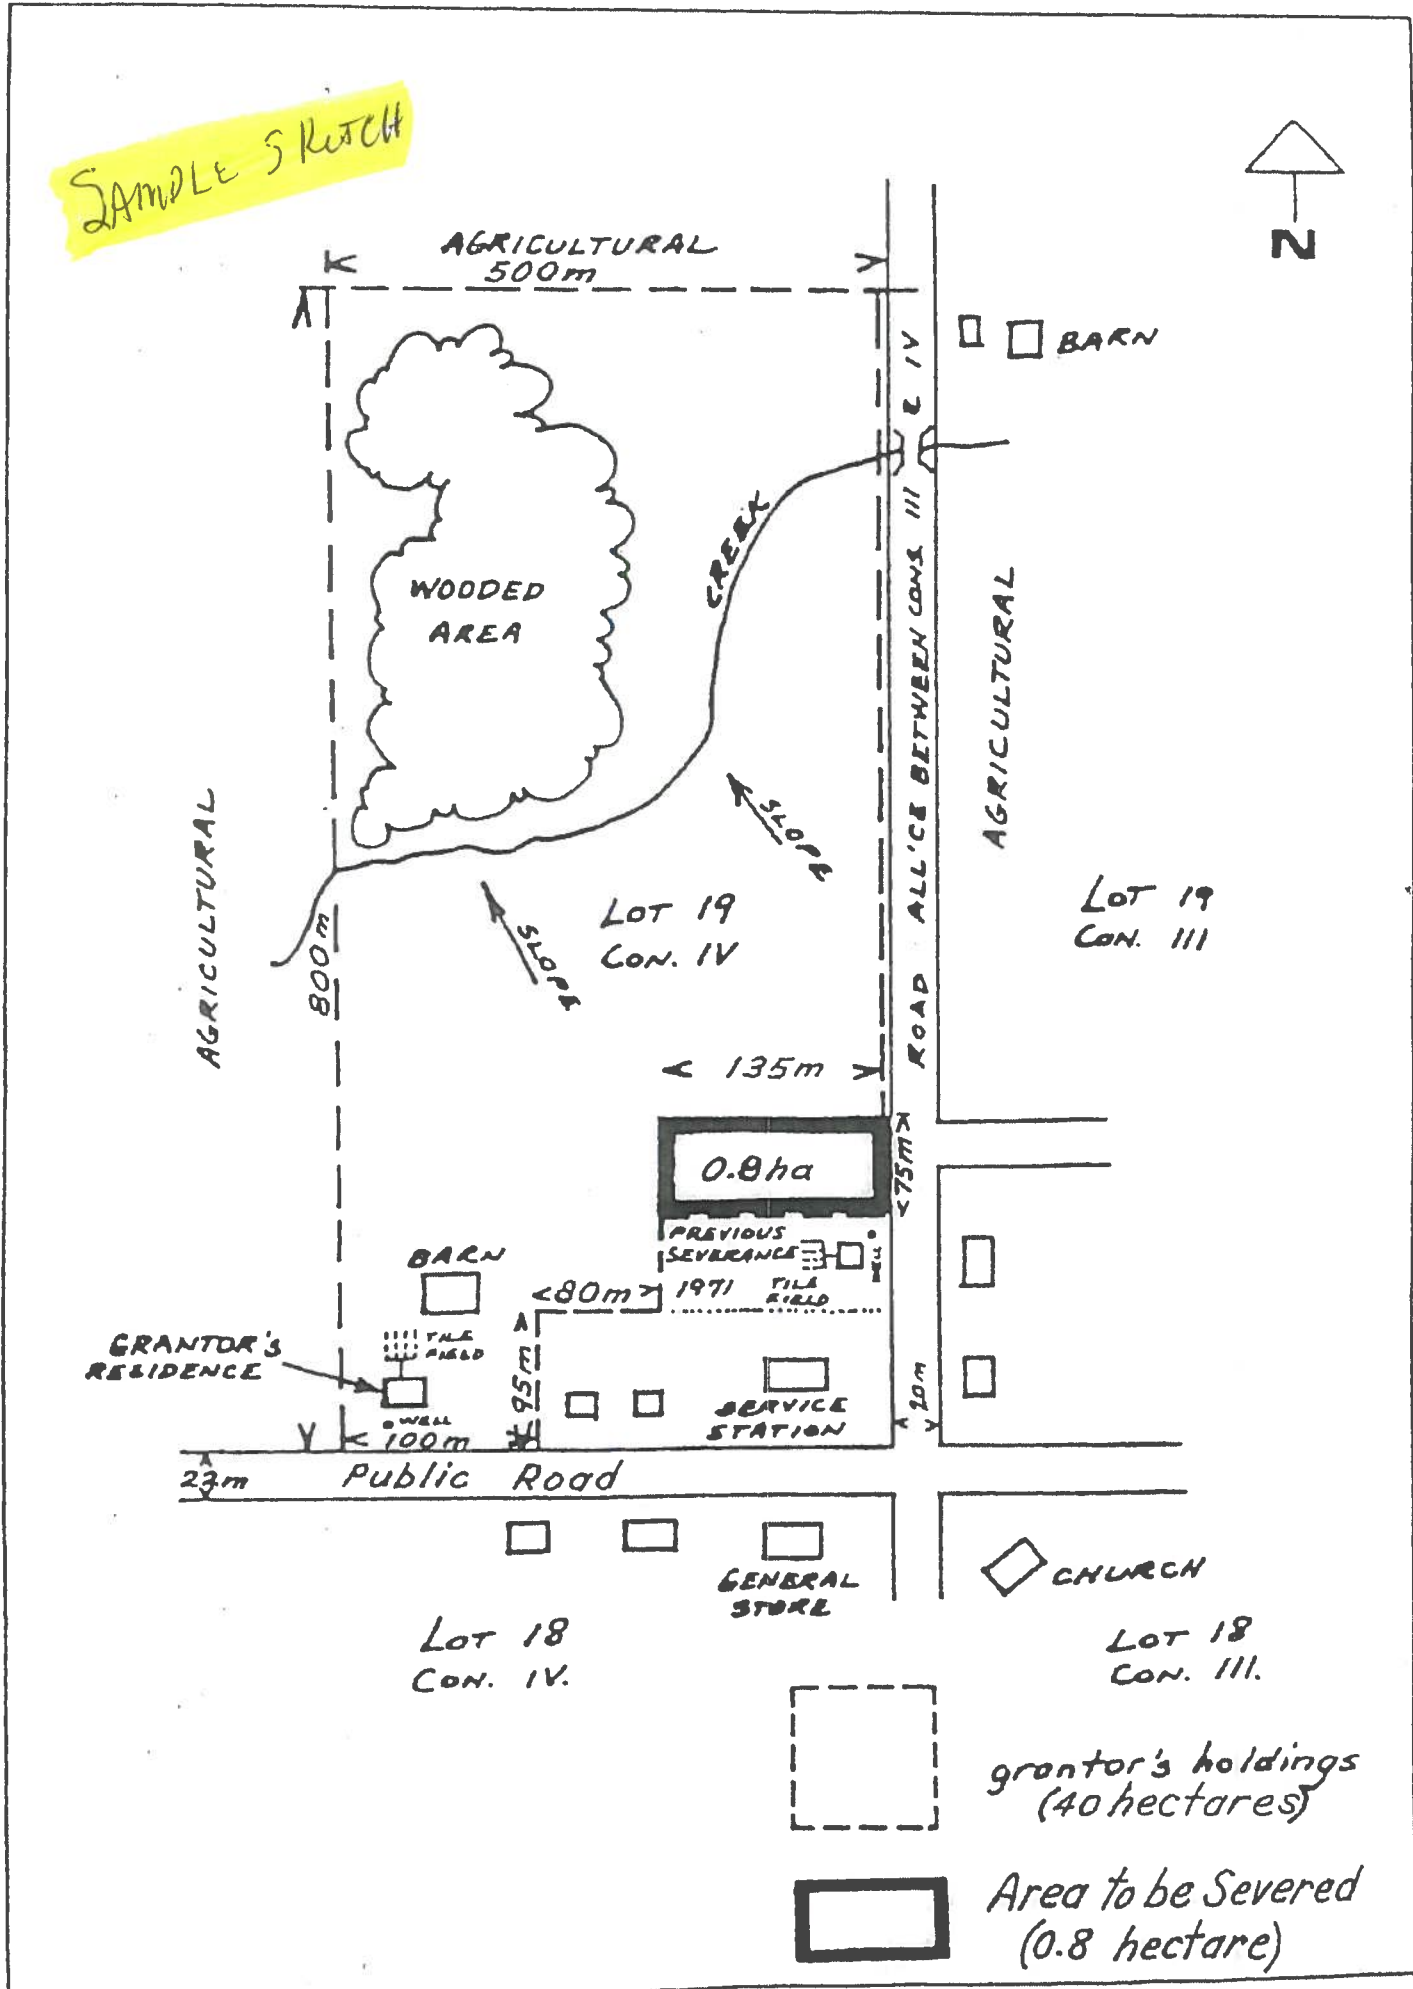 SAMPLE SKETCH
N
AGRICULTURAL
500m
BARN
ROAD ALL'CE BETWEEN CONS III & IV
CREEK
WOODED
AREA
AGRICULTURAL
AGRICULTURAL
SLOPE
SLOPE
800m
LOT 19
CON. IV
LOT 19
CON. III
135m
0.8ha
75m
PREVIOUS
SEVERANCE
1971
TILE
FIELD
WELL
BARN
80m
GRANTOR'S
RESIDENCE
TILE
FIELD
95m
WELL
100m
SERVICE
STATION
20m
23m
Public Road
GENERAL
STORE
CHURCH
LOT 18
CON. IV.
LOT 18
CON. III.
grantor's holdings
(40 hectares)
Area to be Severed
(0.8 hectare)